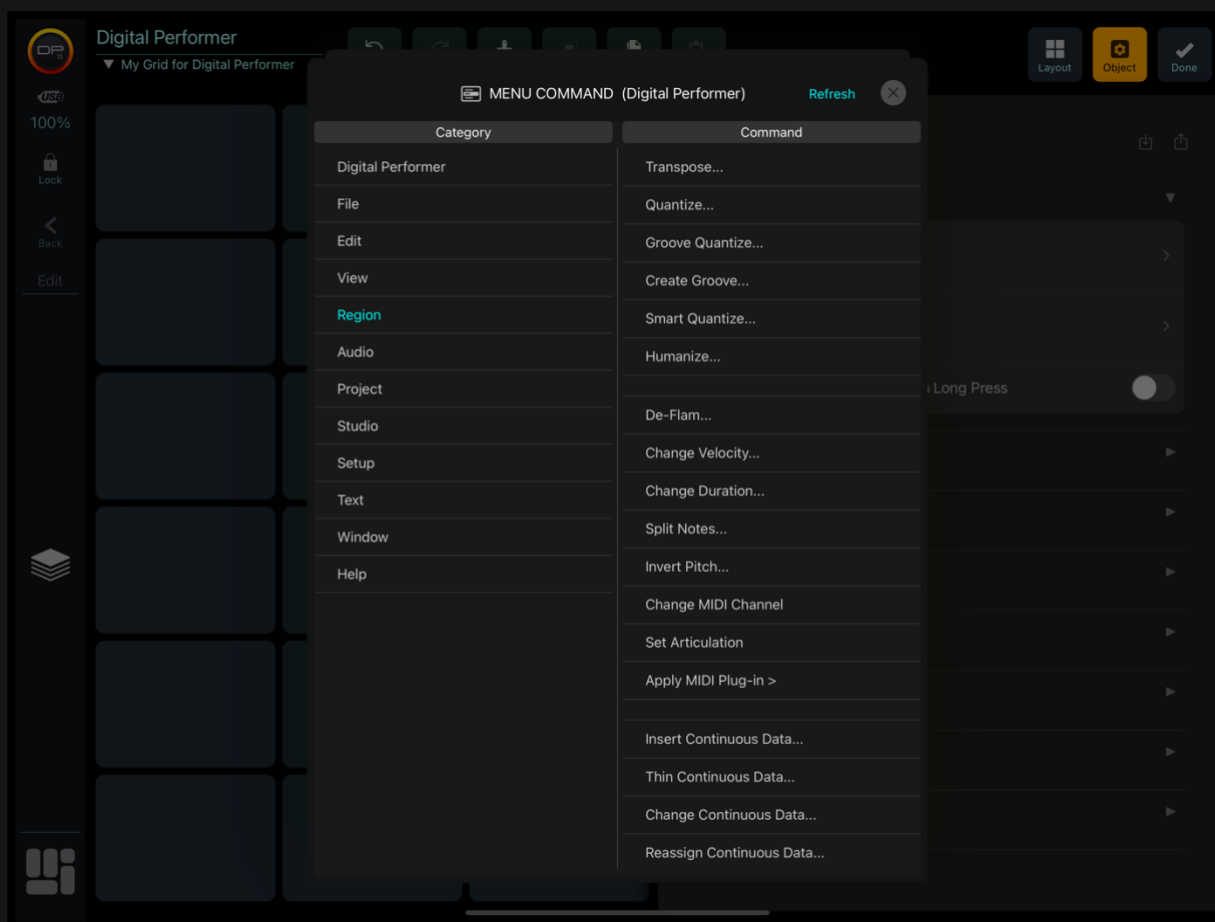 DP
11
Digital Performer
▼ My Grid for Digital Performer
Layout
Object
Done
USB
100%
Lock
Back
Edit
MENU COMMAND (Digital Performer)
Refresh
Category
Command
Digital Performer
File
Edit
View
Region
Audio
Project
Studio
Setup
Text
Window
Help
Transpose...
Quantize...
Groove Quantize...
Create Groove...
Smart Quantize...
Humanize...
De-Flam...
Change Velocity...
Change Duration...
Split Notes...
Invert Pitch...
Change MIDI Channel
Set Articulation
Apply MIDI Plug-in >
Insert Continuous Data...
Thin Continuous Data...
Change Continuous Data...
Reassign Continuous Data...
Long Press